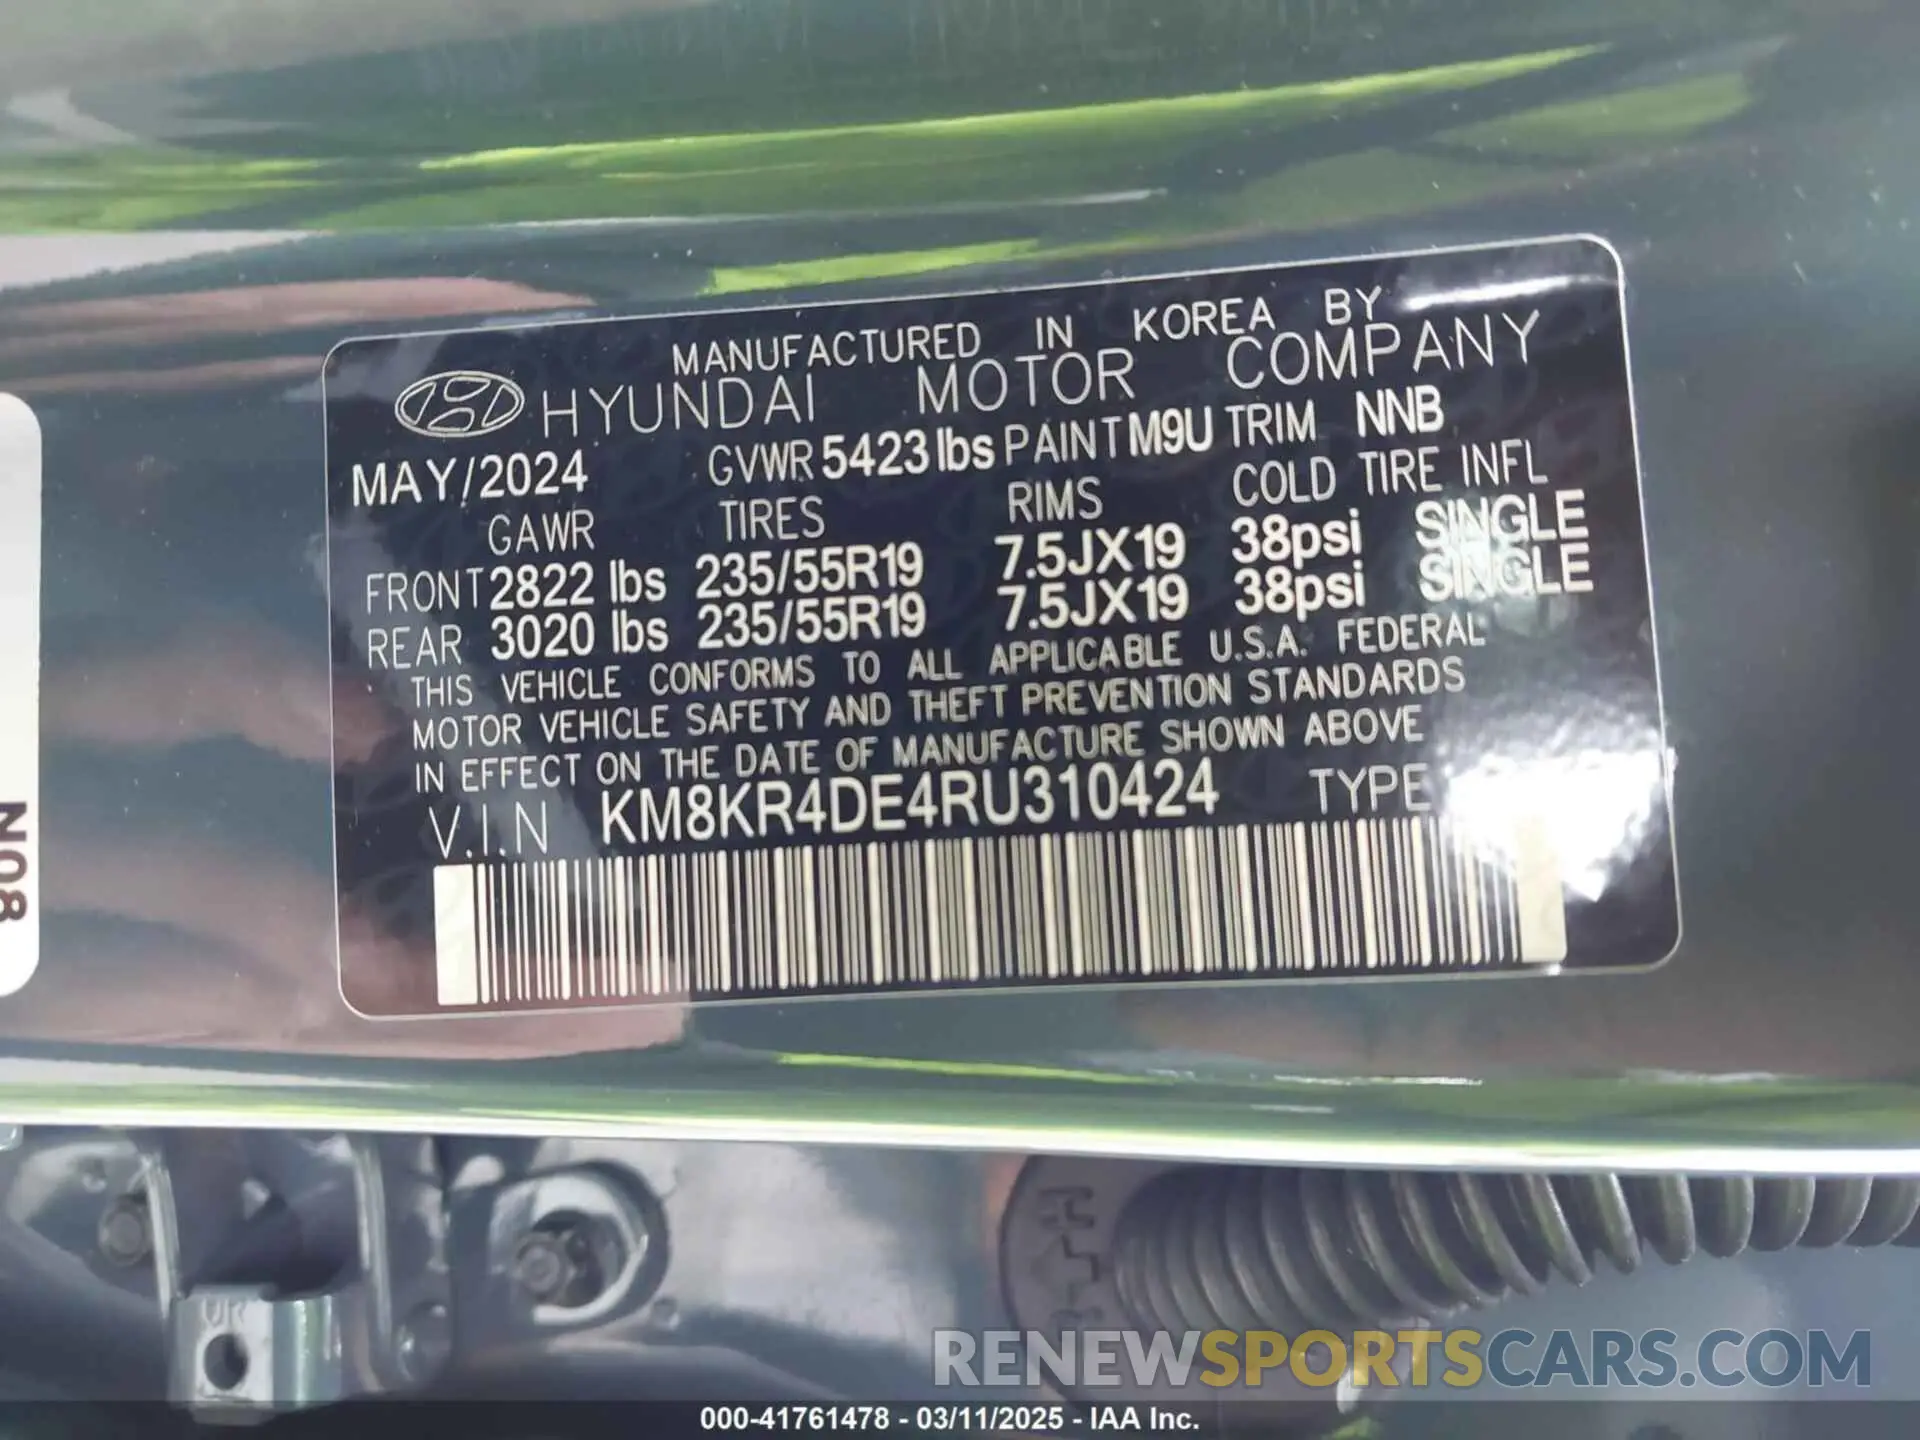 MANUFACTURED IN KOREA BY
HYUNDAI MOTOR COMPANY
MAY/2024 GVWR 5423 lbs PAINT M9U TRIM NNB
GAWR TIRES RIMS COLD TIRE INFL
FRONT 2822 lbs 235/55R19 7.5JX19 38psi SINGLE
REAR 3020 lbs 235/55R19 7.5JX19 38psi SINGLE
THIS VEHICLE CONFORMS TO ALL APPLICABLE U.S.A. FEDERAL
MOTOR VEHICLE SAFETY AND THEFT PREVENTION STANDARDS
IN EFFECT ON THE DATE OF MANUFACTURE SHOWN ABOVE
V.I.N KM8KR4DE4RU310424 TYPE
N08
UR
RENEWSPORTSCARS.COM
000-41761478 - 03/11/2025 - IAA Inc.